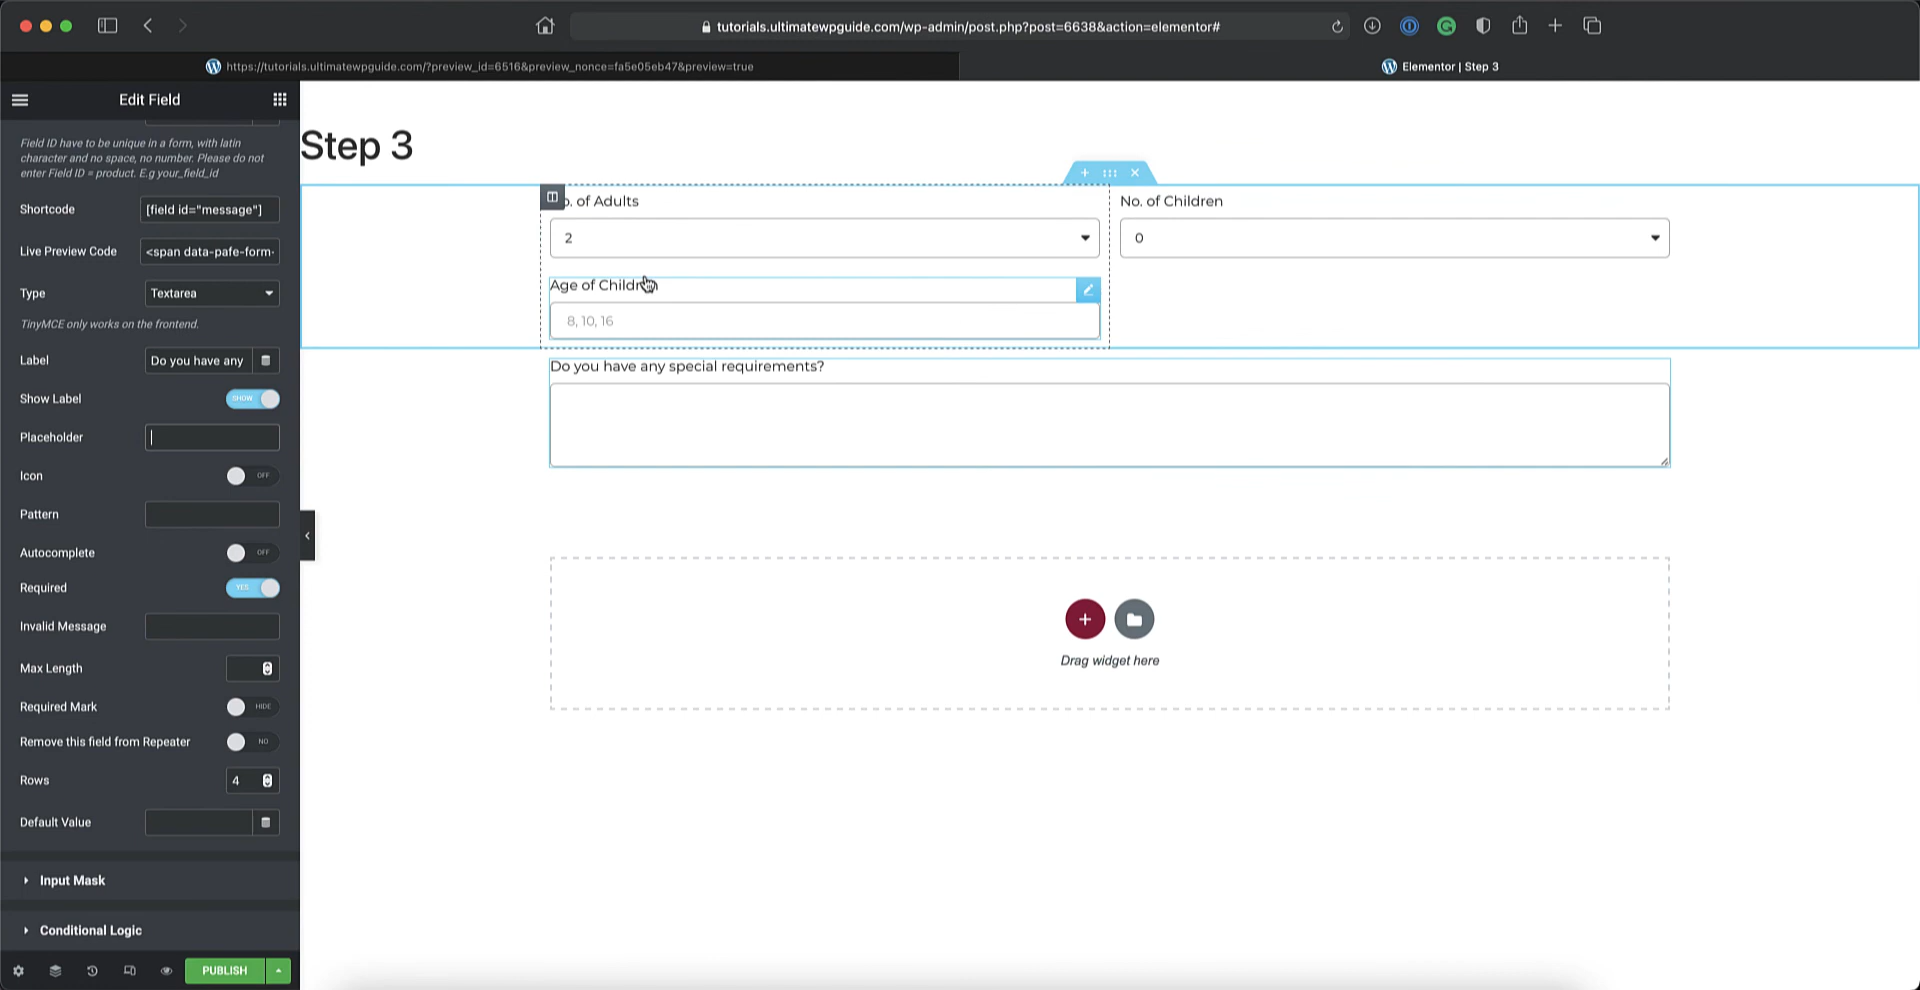 tutorials.ultimatewpguide.com/wp-admin/post.php?post=6638&action=elementor#
https://tutorials.ultimatewpguide.com/?preview_id=6516&preview_nonce=fa5e05eb47&preview=true
Elementor | Step 3
Edit Field
Field ID have to be unique in a form, with latin
character and no space, no number. Please do not
enter Field ID = product. E.g your_field_id
Shortcode [field id="message"]
Live Preview Code <span data-pafe-form-
Type Textarea
TinyMCE only works on the frontend.
Label Do you have any
Show Label SHOW
Placeholder
Icon OFF
Pattern
Autocomplete OFF
Required YES
Invalid Message
Max Length
Required Mark HIDE
Remove this field from Repeater NO
Rows 4
Default Value
Input Mask
Conditional Logic
PUBLISH
Step 3
o. of Adults
2
No. of Children
0
Age of Children
8, 10, 16
Do you have any special requirements?
Drag widget here